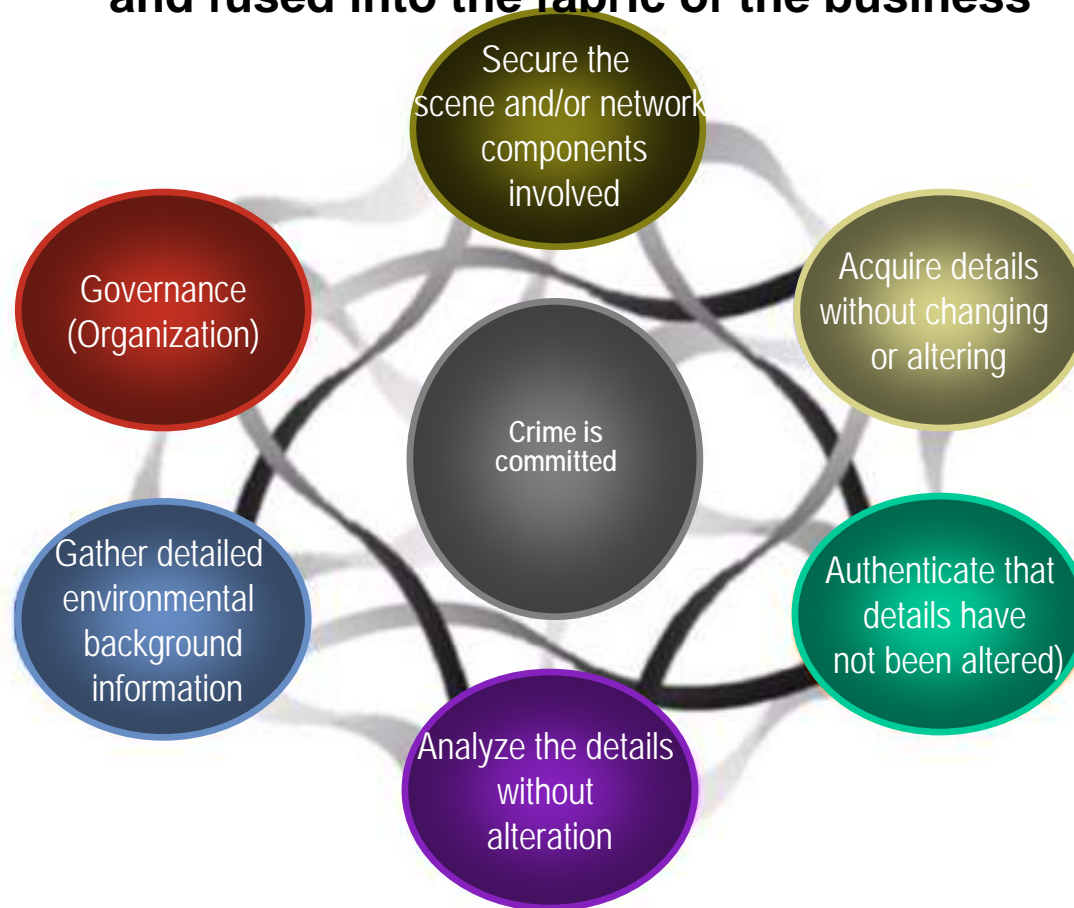 and fused into the fabric of the business
Secure the
scene and/or network
components
involved
Governance
(Organization)
Acquire details
without changing
or altering
Crime is
committed
Gather detailed
environmental
background
information
Authenticate that
details have
not been altered)
Analyze the details
without
alteration